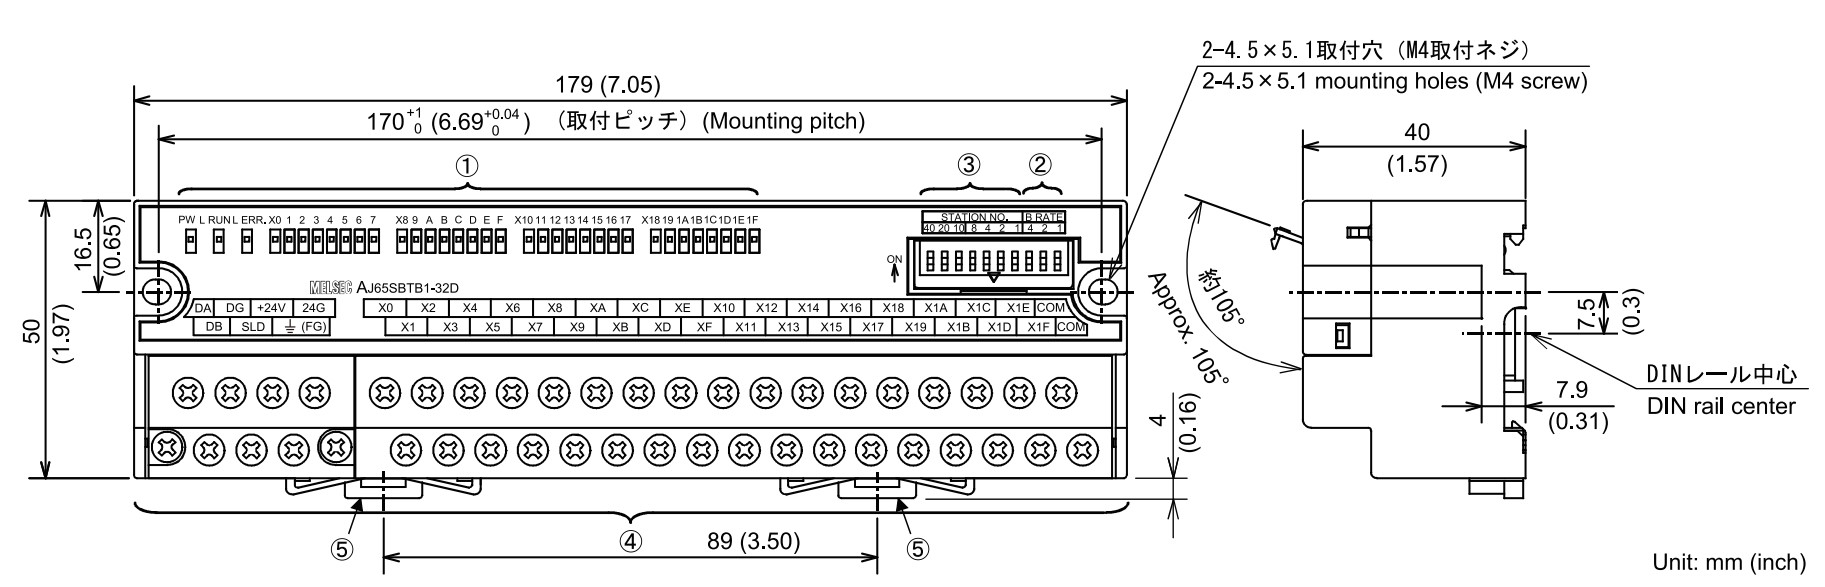 2-4.5×5.1取付穴 (M4取付ネジ)
2-4.5×5.1 mounting holes (M4 screw)
179 (7.05)
170 +1 0 (6.69 +0.04 0) (取付ピッチ) (Mounting pitch)
40
(1.57)
① ③ ②
PW L RUN L ERR. X0 1 2 3 4 5 6 7 X8 9 A B C D E F X10 11 12 13 14 15 16 17 X18 19 1A 1B 1C 1D 1E 1F
STATION NO. B RATE
40 20 10 8 4 2 1 4 2 1
ON
16.5
(0.65)
50
(1.97)
MELSEC AJ65SBTB1-32D
DA DG +24V 24G X0 X2 X4 X6 X8 XA XC XE X10 X12 X14 X16 X18 X1A X1C X1E COM
DB SLD (FG) X1 X3 X5 X7 X9 XB XD XF X11 X13 X15 X17 X19 X1B X1D X1F COM
約105°
Approx. 105°
7.5
(0.3)
DINレール中心
DIN rail center
7.9
(0.31)
4
(0.16)
⑤ ④ 89 (3.50) ⑤
Unit: mm (inch)